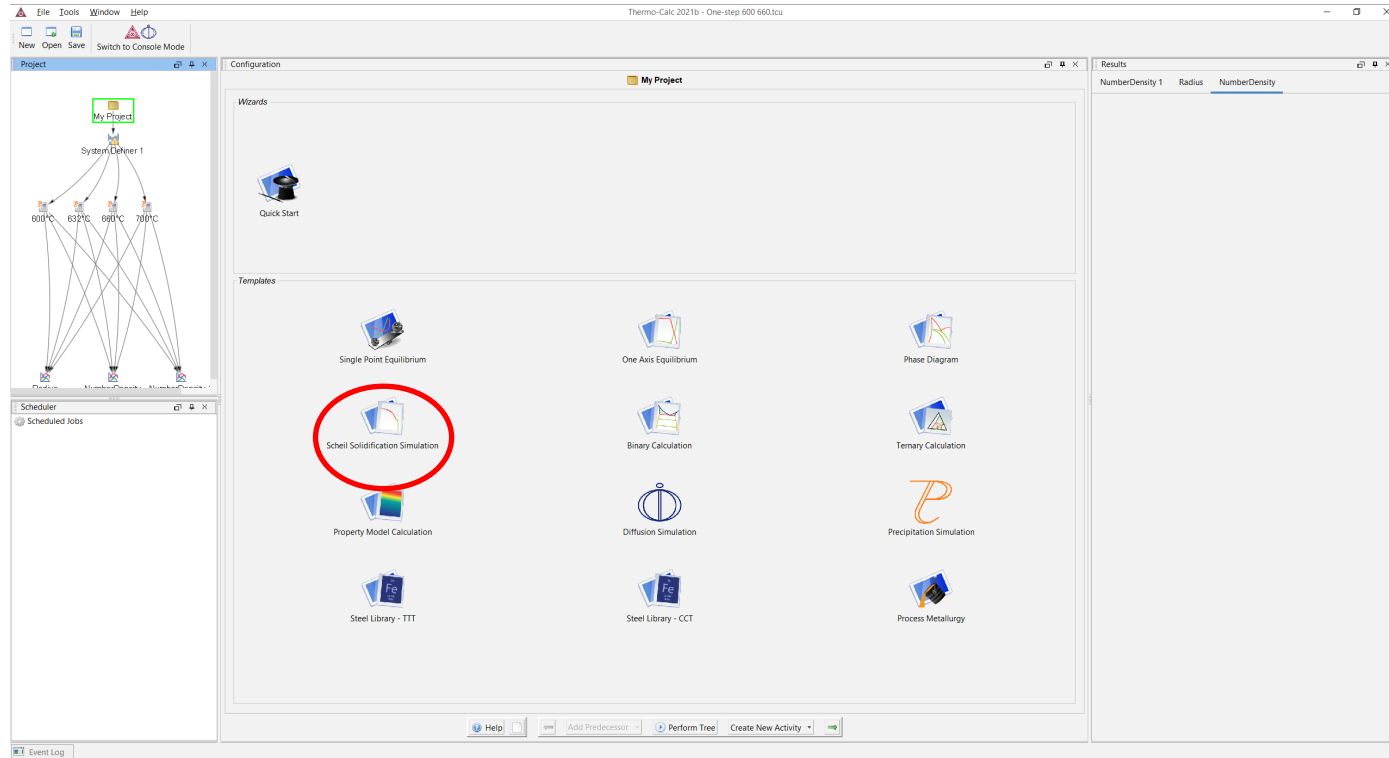 File Tools Window Help
Thermo-Calc 2021b - One-step 600 660.tcu
New Open Save Switch to Console Mode
Project
My Project
System Definer 1
600°C 632°C 660°C 700°C
Scheduler
Scheduled Jobs
Configuration
My Project
Wizards
Quick Start
Templates
Single Point Equilibrium One Axis Equilibrium Phase Diagram
Scheil Solidification Simulation Binary Calculation Ternary Calculation
Property Model Calculation Diffusion Simulation Precipitation Simulation
Fe Fe
Steel Library - TTT Steel Library - CCT Process Metallurgy
Help Add Predecessor Perform Tree Create New Activity
Results
NumberDensity 1 Radius NumberDensity
Event Log